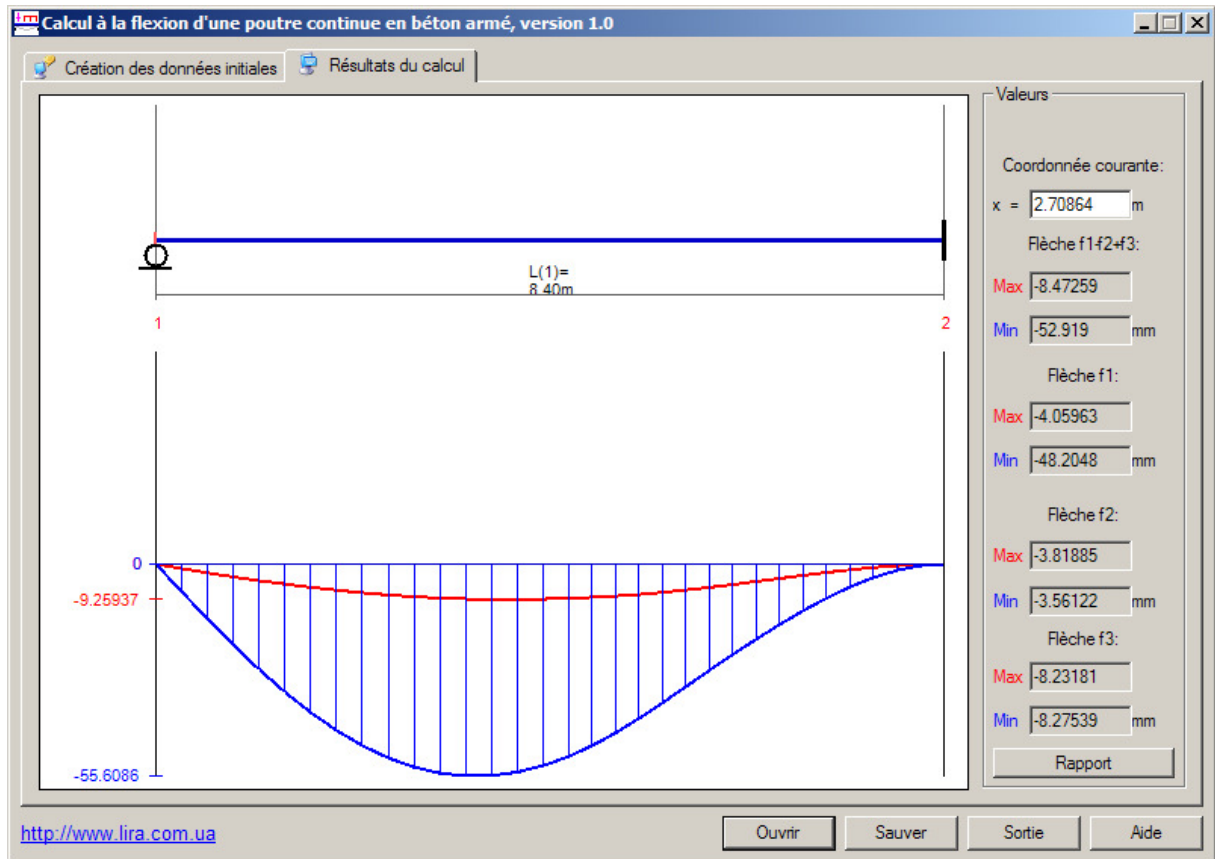 Calcul à la flexion d'une poutre continue en béton armé, version 1.0
Création des données initiales
Résultats du calcul
L(1)=
8.40m
1
2
0
-9.25937
-55.6086
Valeurs
Coordonnée courante:
x = 2.70864 m
Flèche f1-f2+f3:
Max -8.47259
Min -52.919 mm
Flèche f1:
Max -4.05963
Min -48.2048 mm
Flèche f2:
Max -3.81885
Min -3.56122 mm
Flèche f3:
Max -8.23181
Min -8.27539 mm
Rapport
http://www.lira.com.ua
Ouvrir
Sauver
Sortie
Aide